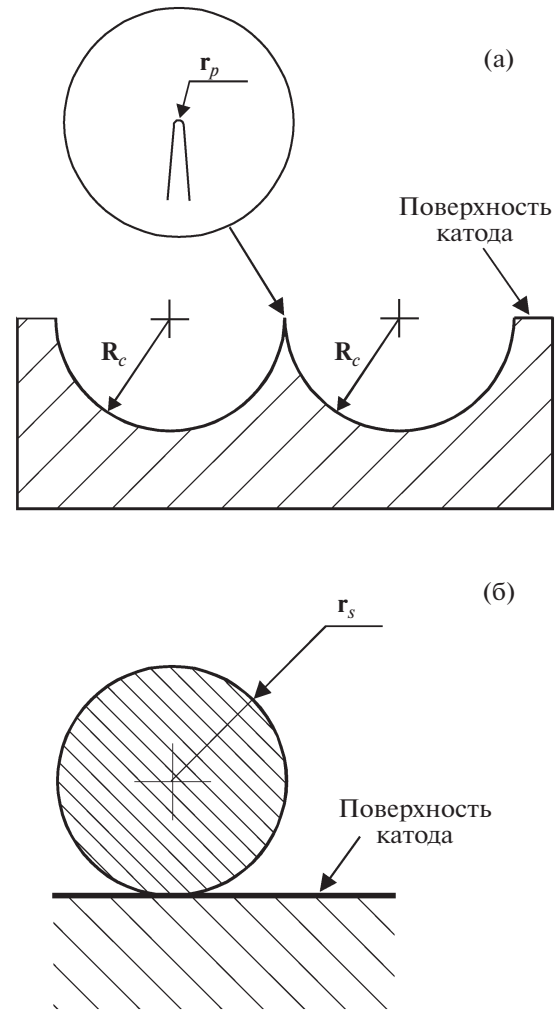 (а)
r_p
Поверхность
катода
R_c
R_c
(б)
r_s
Поверхность
катода